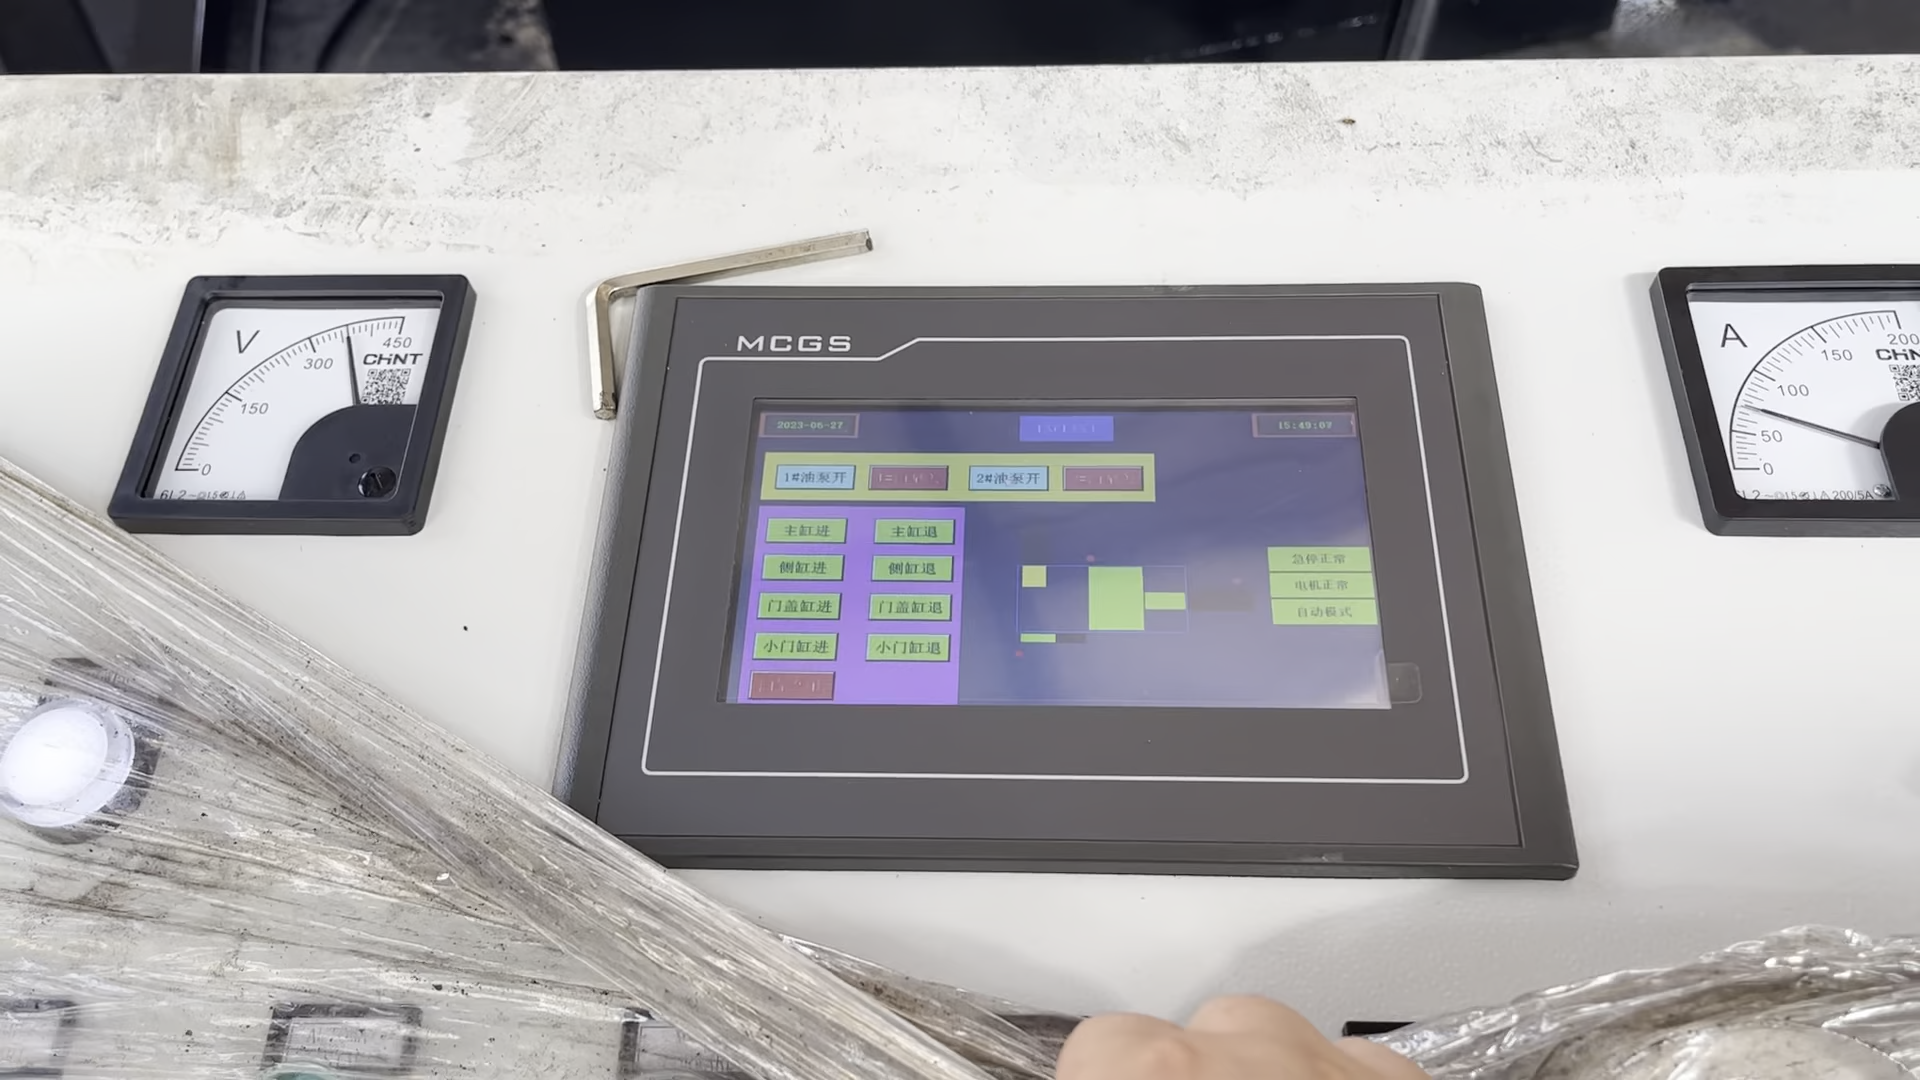 MCGS
V
0
150
300
450
CHNT
A
0
50
100
150
200
200/5A
2023-06-27
15:49:07
1#油泵开
2#油泵开
主缸进
主缸退
侧缸进
侧缸退
门盖缸进
门盖缸退
小门缸进
小门缸退
急停正常
电机正常
自动模式